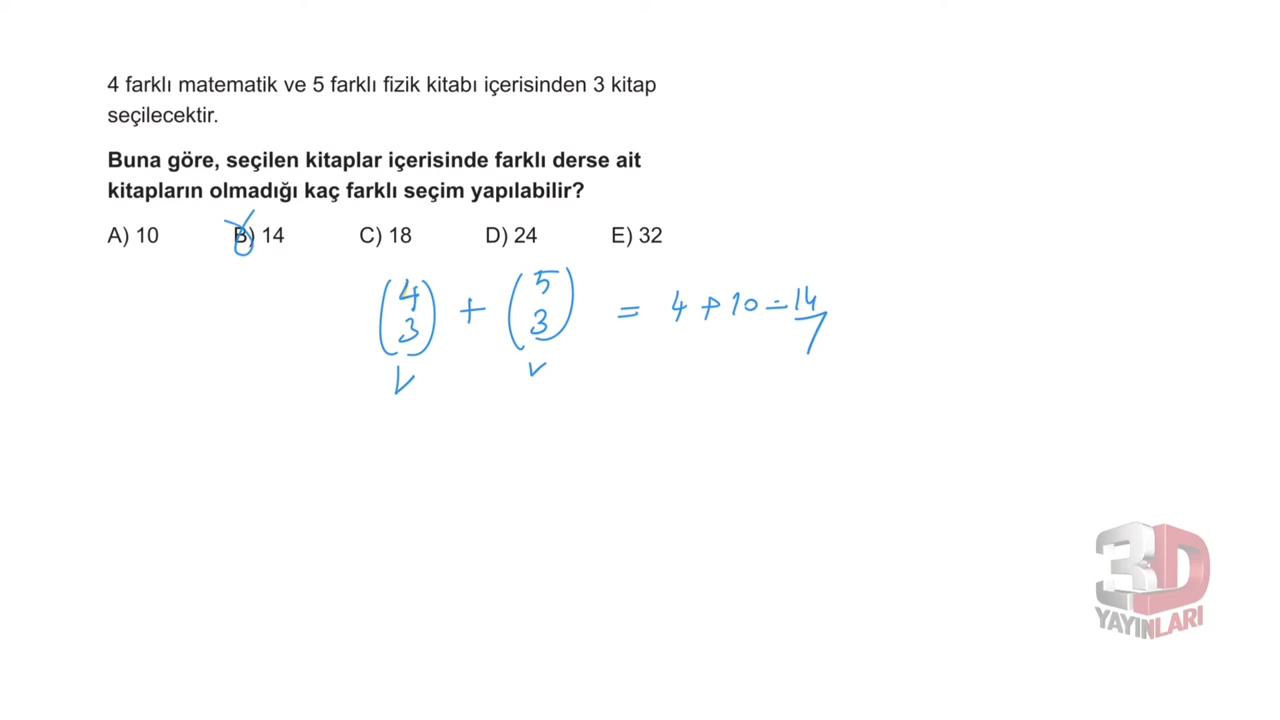 4 farklı matematik ve 5 farklı fizik kitabı içerisinden 3 kitap
seçilecektir.
Buna göre, seçilen kitaplar içerisinde farklı derse ait
kitapların olmadığı kaç farklı seçim yapılabilir?
A) 10 B) 14 C) 18 D) 24 E) 32
(4 3) + (5 3) = 4 + 10 = 14
3D
YAYINLARI